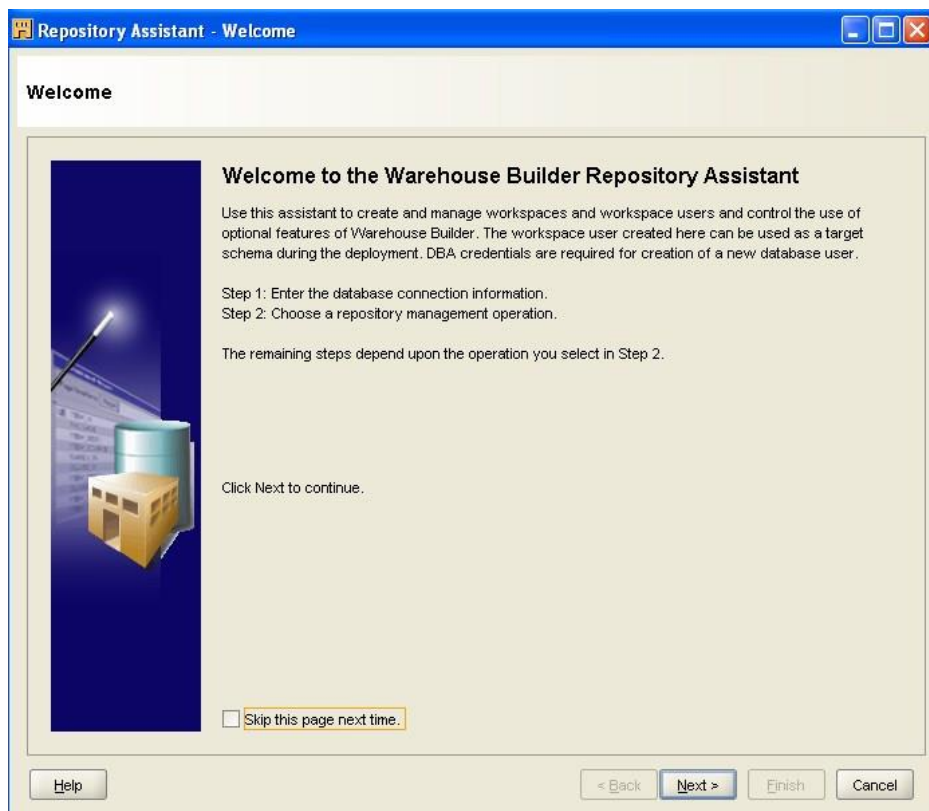 Repository Assistant - Welcome
Welcome
Welcome to the Warehouse Builder Repository Assistant
Use this assistant to create and manage workspaces and workspace users and control the use of
optional features of Warehouse Builder. The workspace user created here can be used as a target
schema during the deployment. DBA credentials are required for creation of a new database user.
Step 1: Enter the database connection information.
Step 2: Choose a repository management operation.
The remaining steps depend upon the operation you select in Step 2.
Click Next to continue.
Skip this page next time.
Help
< Back
Next >
Finish
Cancel